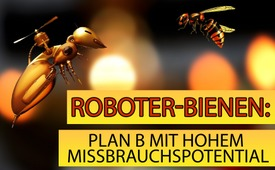 ROBOTER-BIENEN:
PLAN B MIT HOHEM
MISSBRAUCHSPOTENTIAL